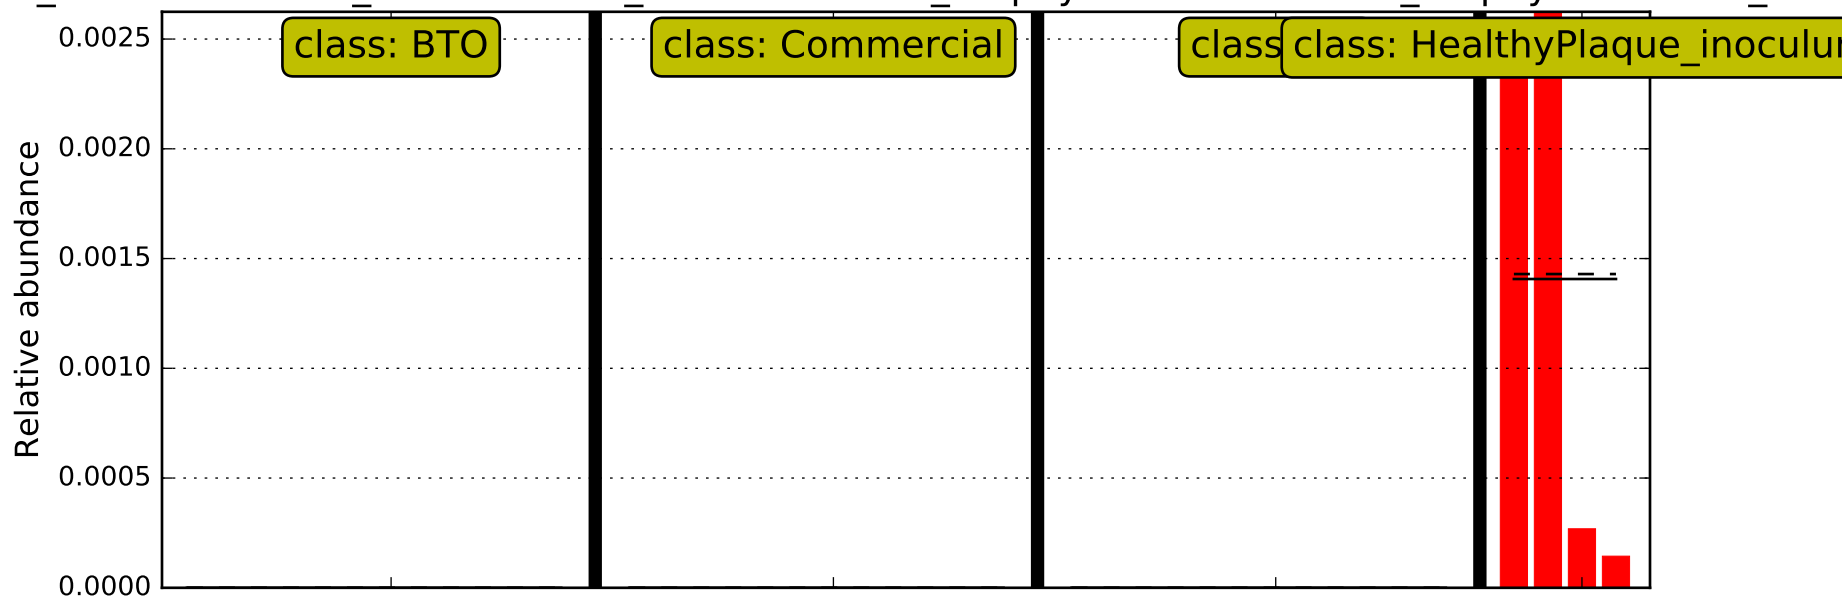 0.0025
0.0020
0.0015
0.0010
0.0005
0.0000
Relative abundance
class: BTO
class: Commercial
class
class: HealthyPlaque_inoculu